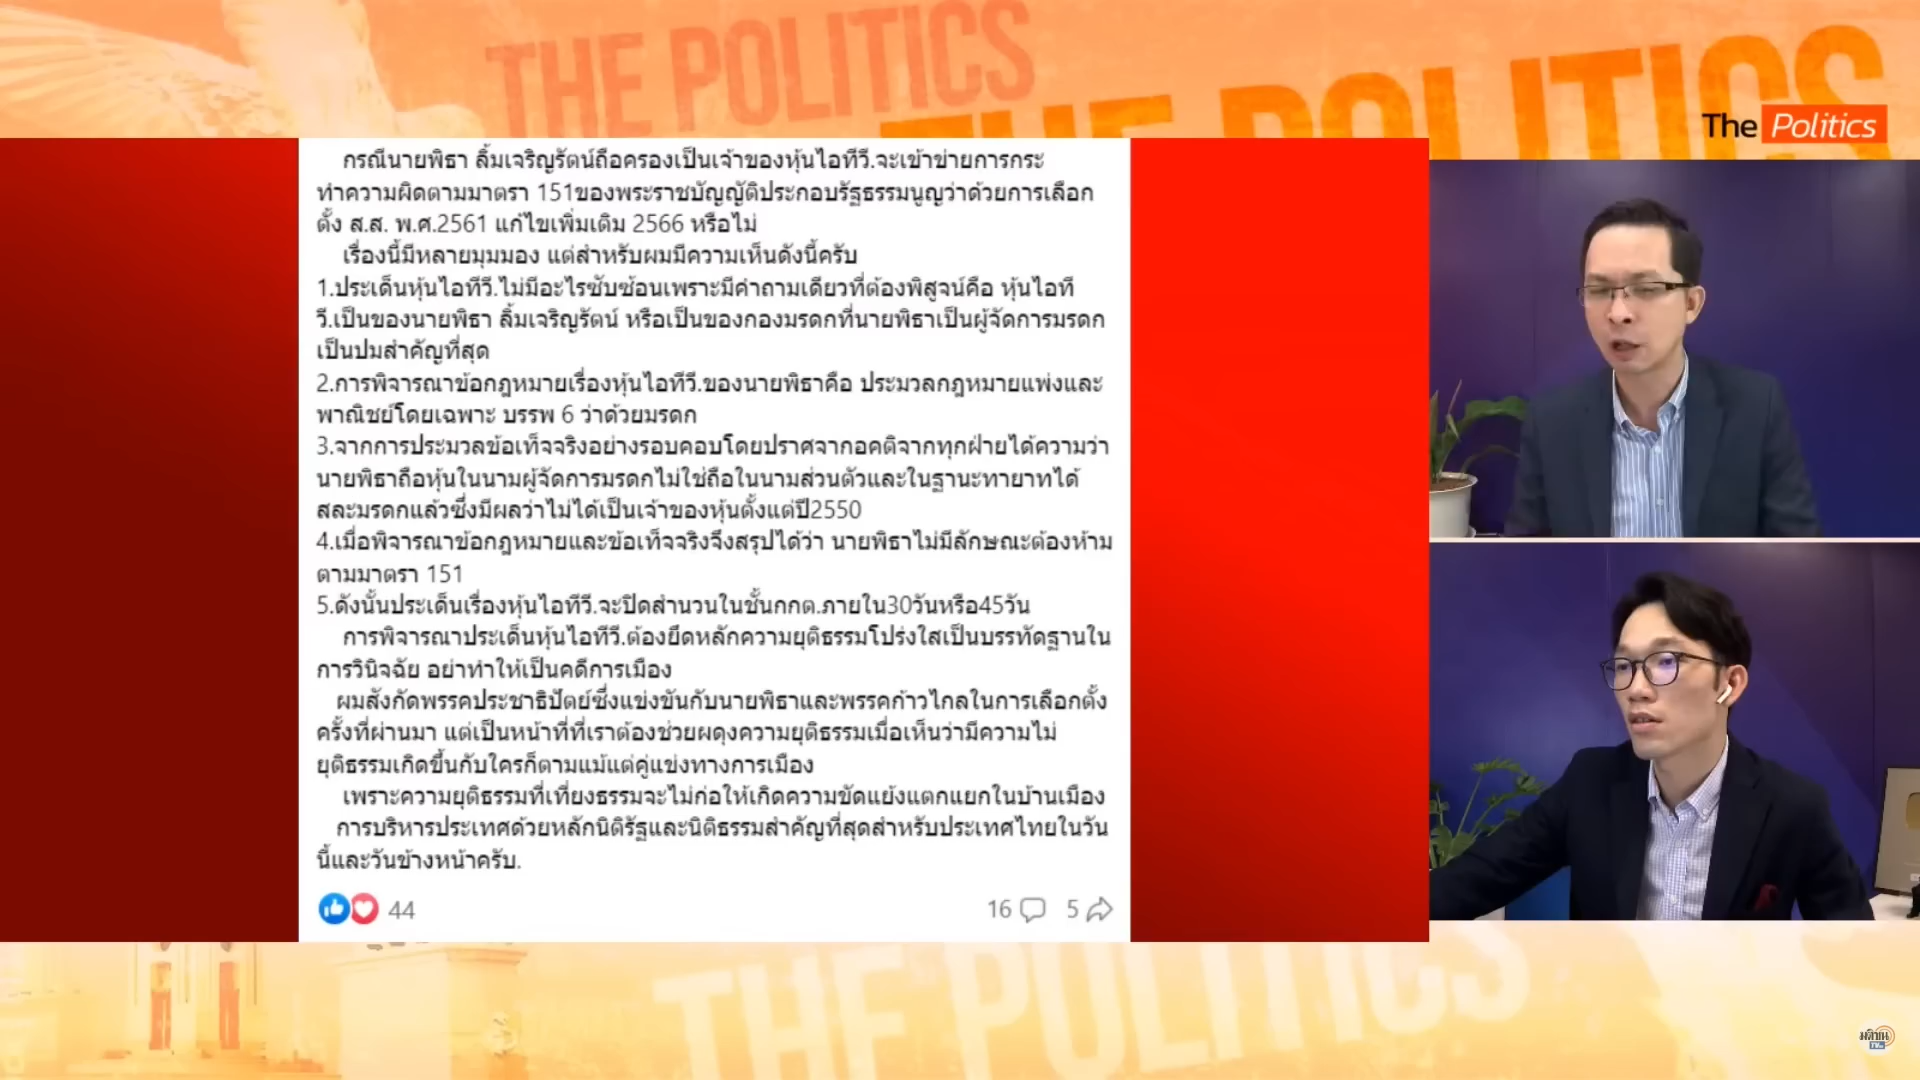 THE POLITICS
THE POLITICS
The Politics
กรณีนายพิธา ลิ้มเจริญรัตน์ถือครองเป็นเจ้าของหุ้นไอทีวี.จะเข้าข่ายการกระ
ทำความผิดตามมาตรา 151ของพระราชบัญญัติประกอบรัฐธรรมนูญว่าด้วยการเลือก
ตั้ง ส.ส. พ.ศ.2561 แก้ไขเพิ่มเติม 2566 หรือไม่
เรื่องนี้มีหลายมุมมอง แต่สำหรับผมมีความเห็นดังนี้ครับ
1.ประเด็นหุ้นไอทีวี.ไม่มีอะไรซับซ้อนเพราะมีคำถามเดียวที่ต้องพิสูจน์คือ หุ้นไอที
วี.เป็นของนายพิธา ลิ้มเจริญรัตน์ หรือเป็นของกองมรดกที่นายพิธาเป็นผู้จัดการมรดก
เป็นปมสำคัญที่สุด
2.การพิจารณาข้อกฎหมายเรื่องหุ้นไอทีวี.ของนายพิธาคือ ประมวลกฎหมายแพ่งและ
พาณิชย์โดยเฉพาะ บรรพ 6 ว่าด้วยมรดก
3.จากการประมวลข้อเท็จจริงอย่างรอบคอบโดยปราศจากอคติจากทุกฝ่ายได้ความว่า
นายพิธาถือหุ้นในนามผู้จัดการมรดกไม่ใช่ถือในนามส่วนตัวและในฐานะทายาทได้
สละมรดกแล้วซึ่งมีผลว่าไม่ได้เป็นเจ้าของหุ้นตั้งแต่ปี2550
4.เมื่อพิจารณาข้อกฎหมายและข้อเท็จจริงจึงสรุปได้ว่า นายพิธาไม่มีลักษณะต้องห้าม
ตามมาตรา 151
5.ดังนั้นประเด็นเรื่องหุ้นไอทีวี.จะปิดสำนวนในชั้นกกต.ภายใน30วันหรือ45วัน
การพิจารณาประเด็นหุ้นไอทีวี.ต้องยึดหลักความยุติธรรมโปร่งใสเป็นบรรทัดฐานใน
การวินิจฉัย อย่าทำให้เป็นคดีการเมือง
ผมสังกัดพรรคประชาธิปัตย์ซึ่งแข่งขันกับนายพิธาและพรรคก้าวไกลในการเลือกตั้ง
ครั้งที่ผ่านมา แต่เป็นหน้าที่ที่เราต้องช่วยผดุงความยุติธรรมเมื่อเห็นว่ามีความไม่
ยุติธรรมเกิดขึ้นกับใครก็ตามแม้แต่คู่แข่งทางการเมือง
เพราะความยุติธรรมที่เที่ยงธรรมจะไม่ก่อให้เกิดความขัดแย้งแตกแยกในบ้านเมือง
การบริหารประเทศด้วยหลักนิติรัฐและนิติธรรมสำคัญที่สุดสำหรับประเทศไทยในวัน
นี้และวันข้างหน้าครับ.
44 16 5
THE POLITICS
มติชน